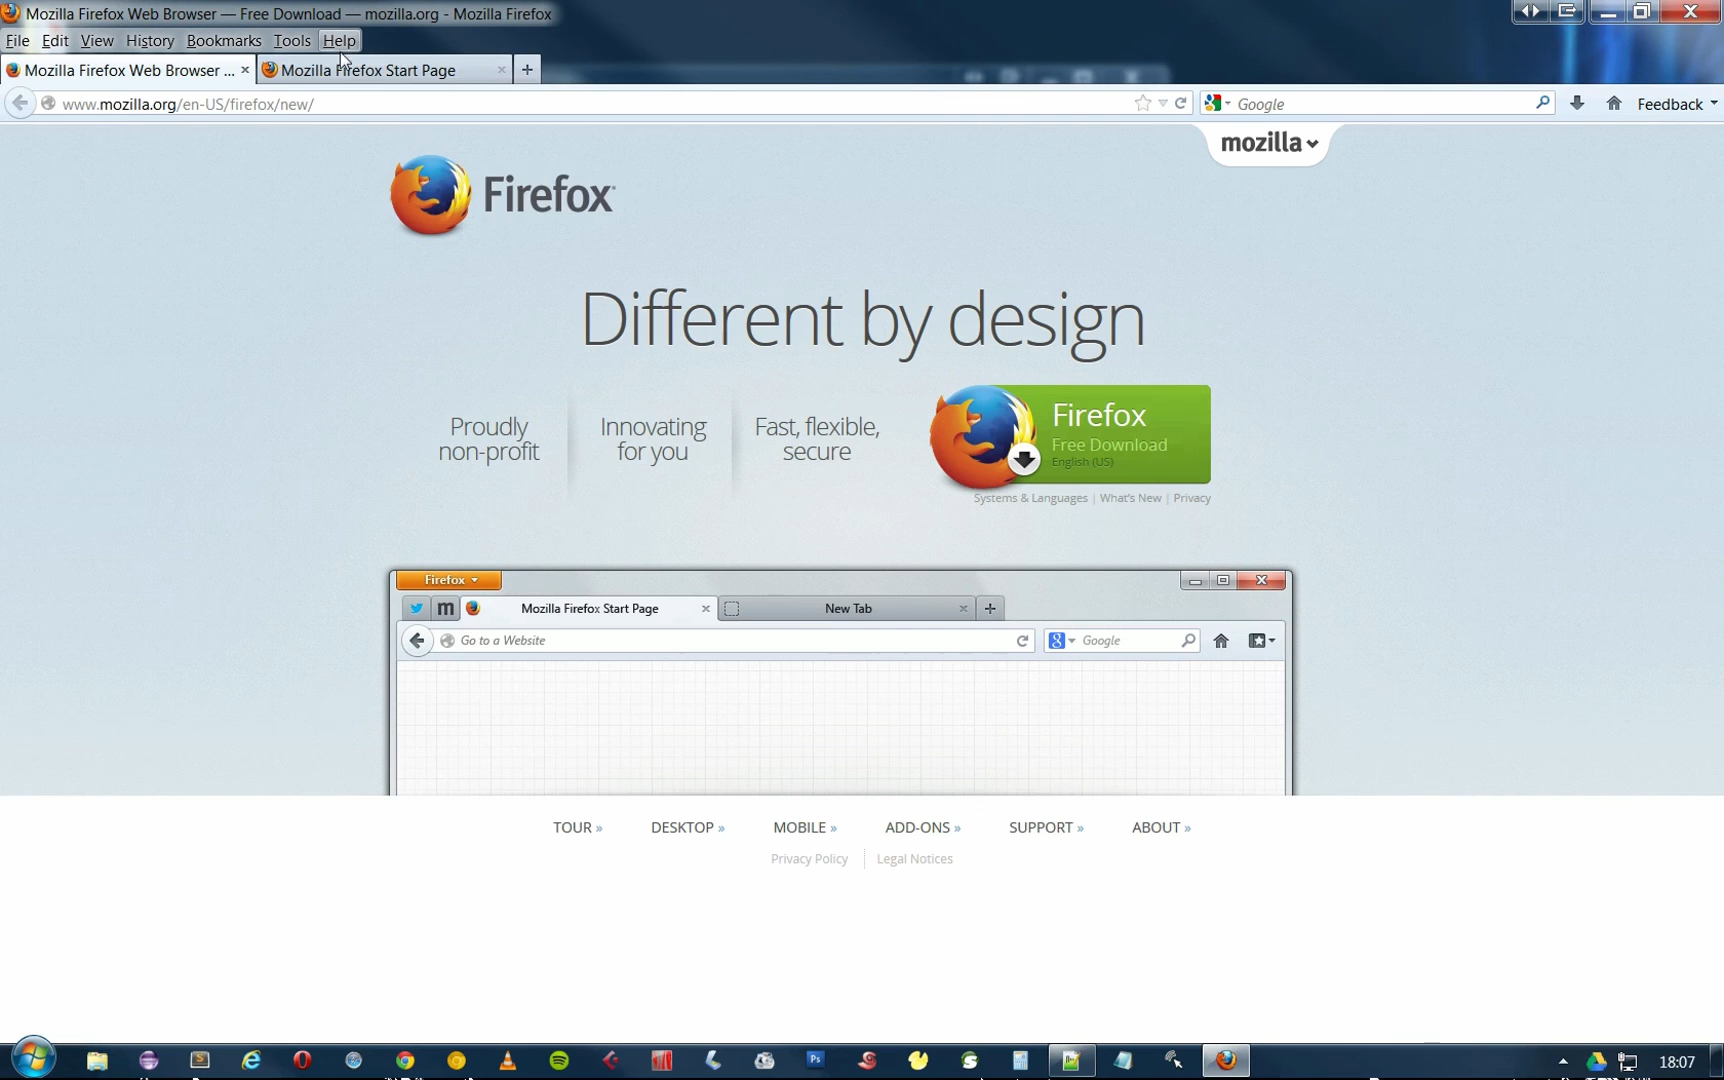 Mozilla Firefox Web Browser — Free Download — mozilla.org - Mozilla Firefox
File Edit View History Bookmarks Tools Help
Mozilla Firefox Web Browser ... Mozilla Firefox Start Page
www.mozilla.org/en-US/firefox/new/ Google Feedback
mozilla
Firefox
Different by design
Proudly
non-profit
Innovating
for you
Fast, flexible,
secure
Firefox
Free Download
English (US)
Systems & Languages | What's New | Privacy
Firefox
m Mozilla Firefox Start Page New Tab
Go to a Website 8 Google
TOUR » DESKTOP » MOBILE » ADD-ONS » SUPPORT » ABOUT »
Privacy Policy Legal Notices
Ps 18:07